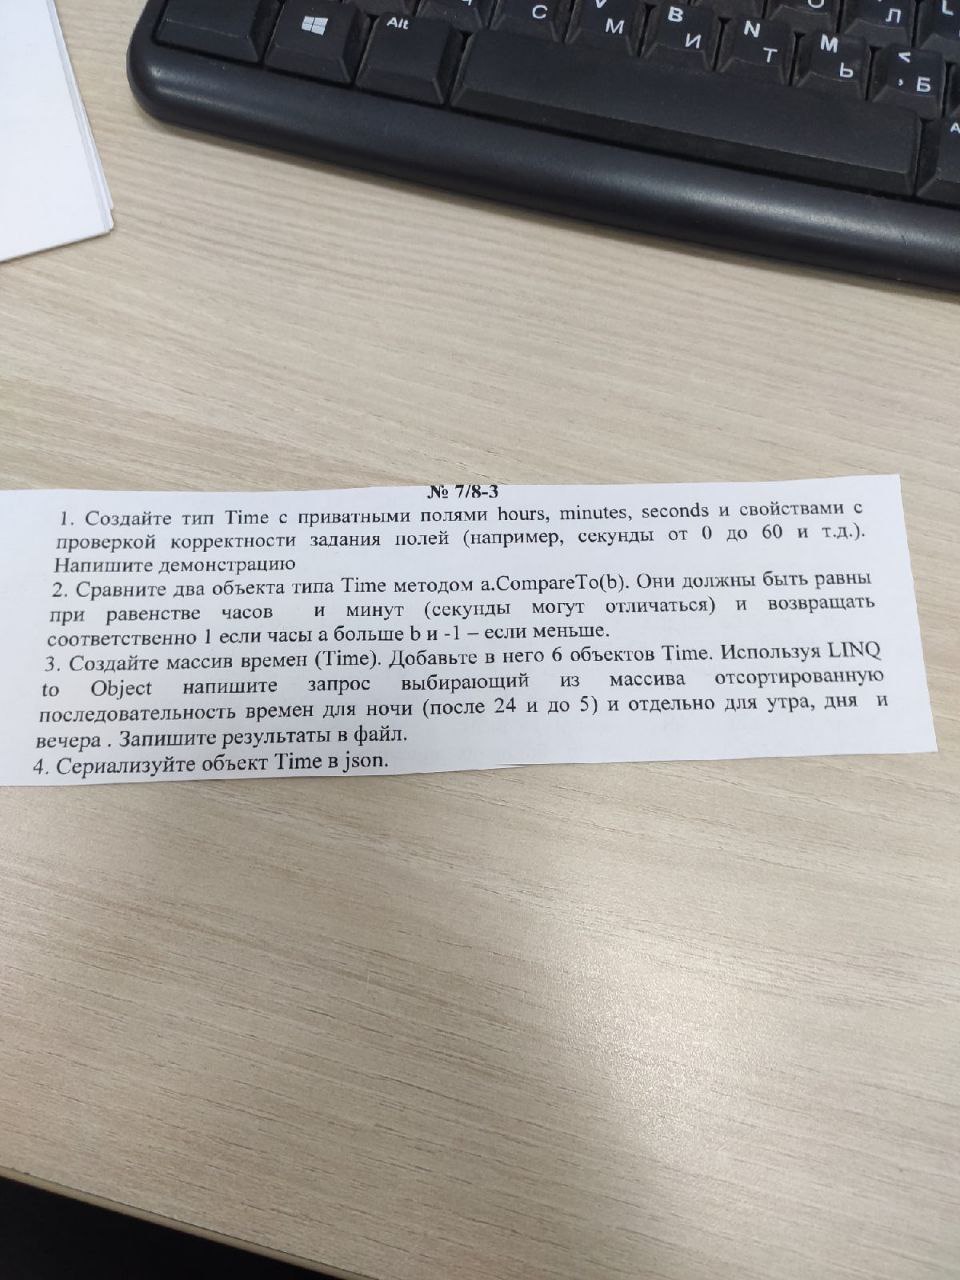 Alt
C
М
B
И
N
Т
M
Ь
Л
<
, Б
№ 7/8-3
1. Создайте тип Time с приватными полями hours, minutes, seconds и свойствами с
проверкой корректности задания полей (например, секунды от 0 до 60 и т.д.).
Напишите демонстрацию
2. Сравните два объекта типа Time методом a.CompareTo(b). Они должны быть равны
при равенстве часов и минут (секунды могут отличаться) и возвращать
соответственно 1 если часы a больше b и -1 – если меньше.
3. Создайте массив времен (Time). Добавьте в него 6 объектов Time. Используя LINQ
to Object напишите запрос выбирающий из массива отсортированную
последовательность времен для ночи (после 24 и до 5) и отдельно для утра, дня и
вечера . Запишите результаты в файл.
4. Сериализуйте объект Time в json.